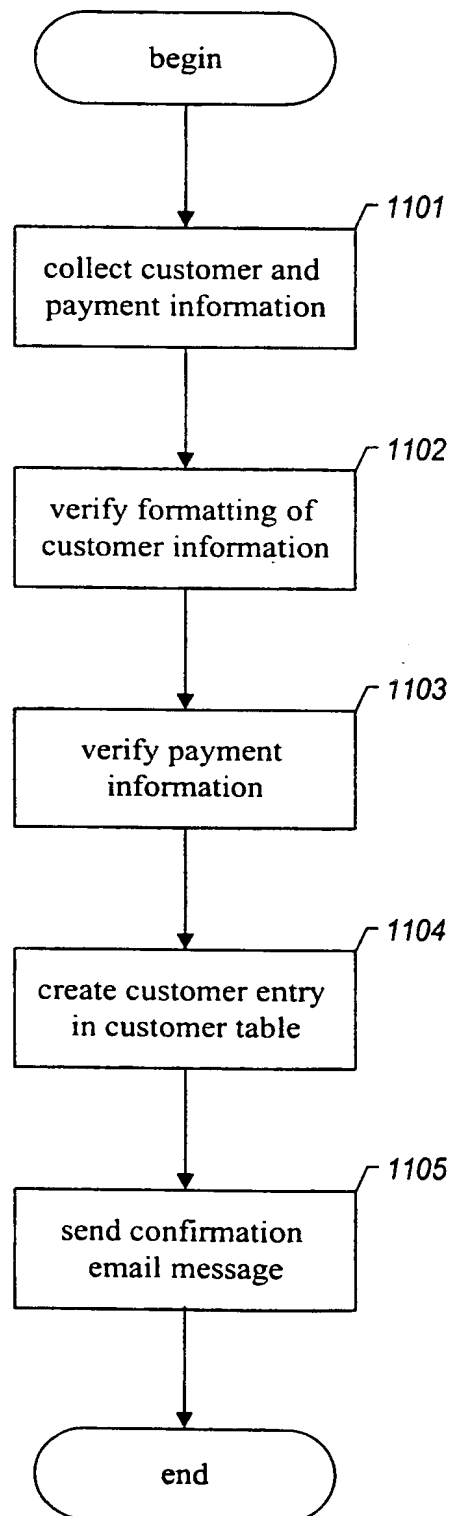 begin
1101
collect customer and
payment information
1102
verify formatting of
customer information
1103
verify payment
information
1104
create customer entry
in customer table
1105
send confirmation
email message
end